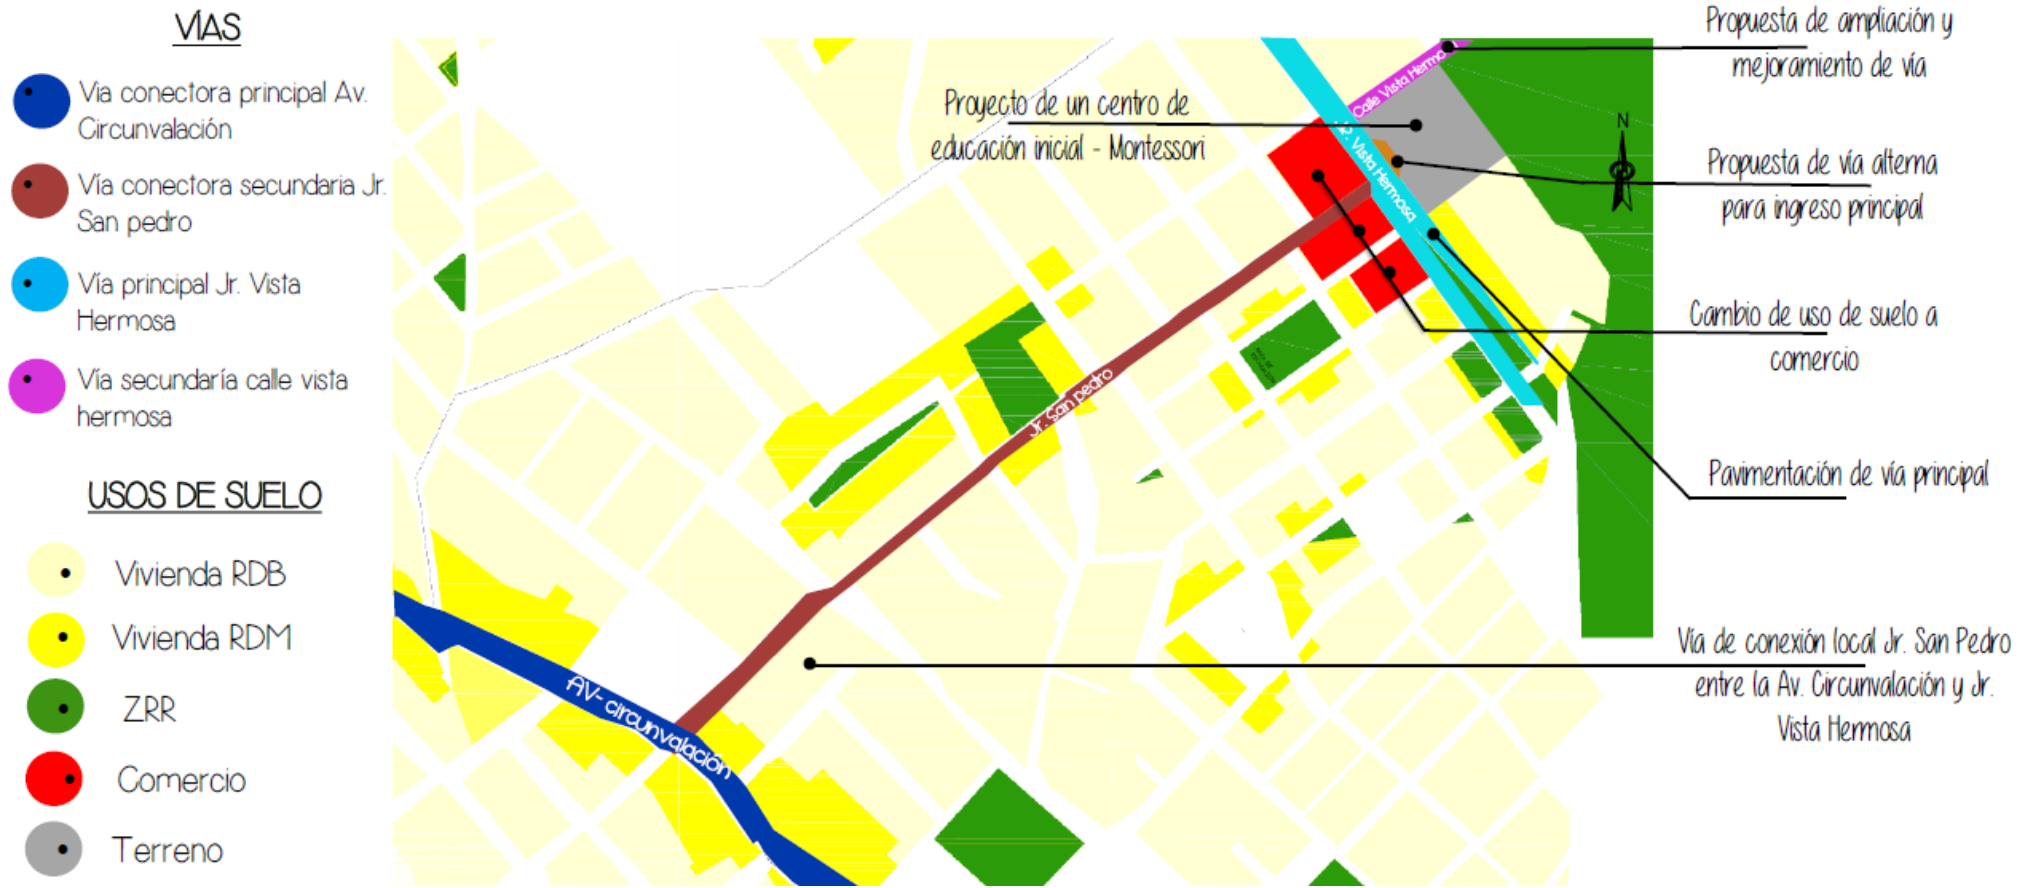 VÍAS
Via conectora principal Av.
Circunvalación
Vía conectora secundaria Jr.
San pedro
Vía principal Jr. Vista
Hermosa
Vía secundaría calle vista
hermosa
USOS DE SUELO
Vivienda RDB
Vivienda RDM
ZRR
Comercio
Terreno
Proyecto de un centro de
educación inicial - Montessori
Calle Vista Hermosa
Jr. Vista Hermosa
Jr. San pedro
AV- circunvalación
N
Propuesta de ampliación y
mejoramiento de vía
Propuesta de vía alterna
para ingreso principal
Cambio de uso de suelo a
comercio
Pavimentación de vía principal
Vía de conexión local Jr. San Pedro
entre la Av. Circunvalación y Jr.
Vista Hermosa